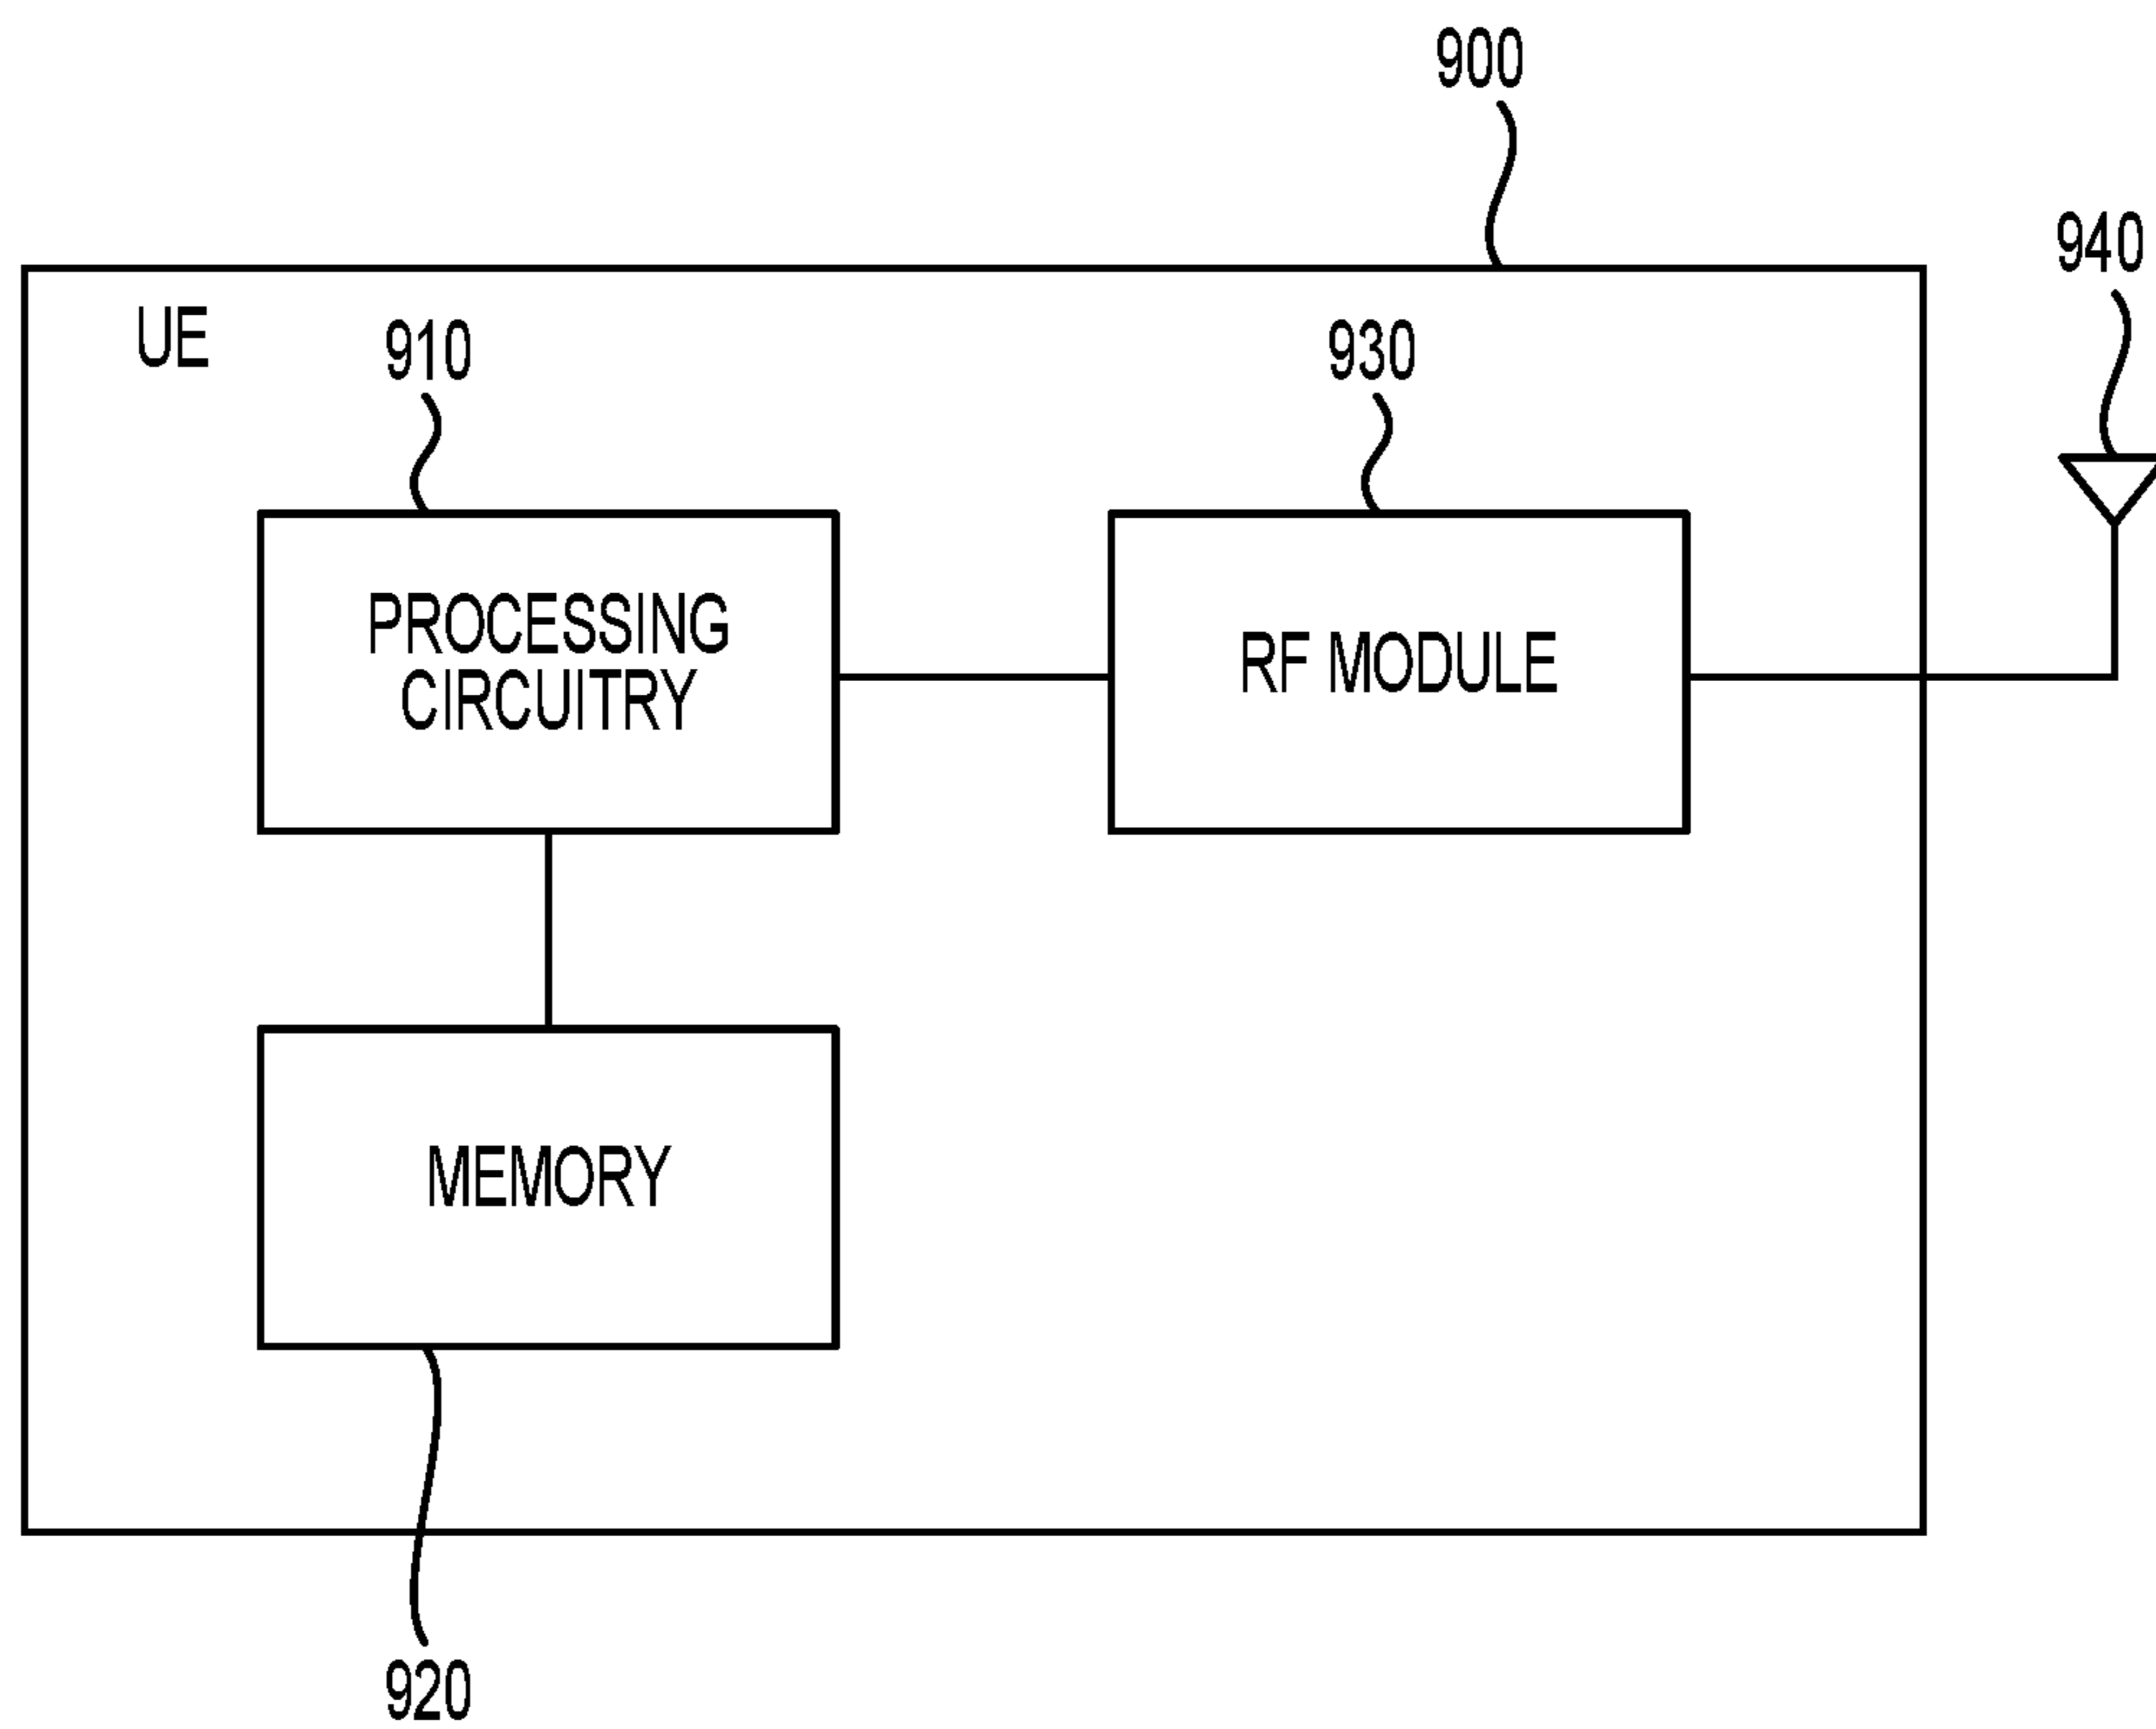 900
940
UE
910
930
PROCESSING
CIRCUITRY
RF MODULE
MEMORY
920